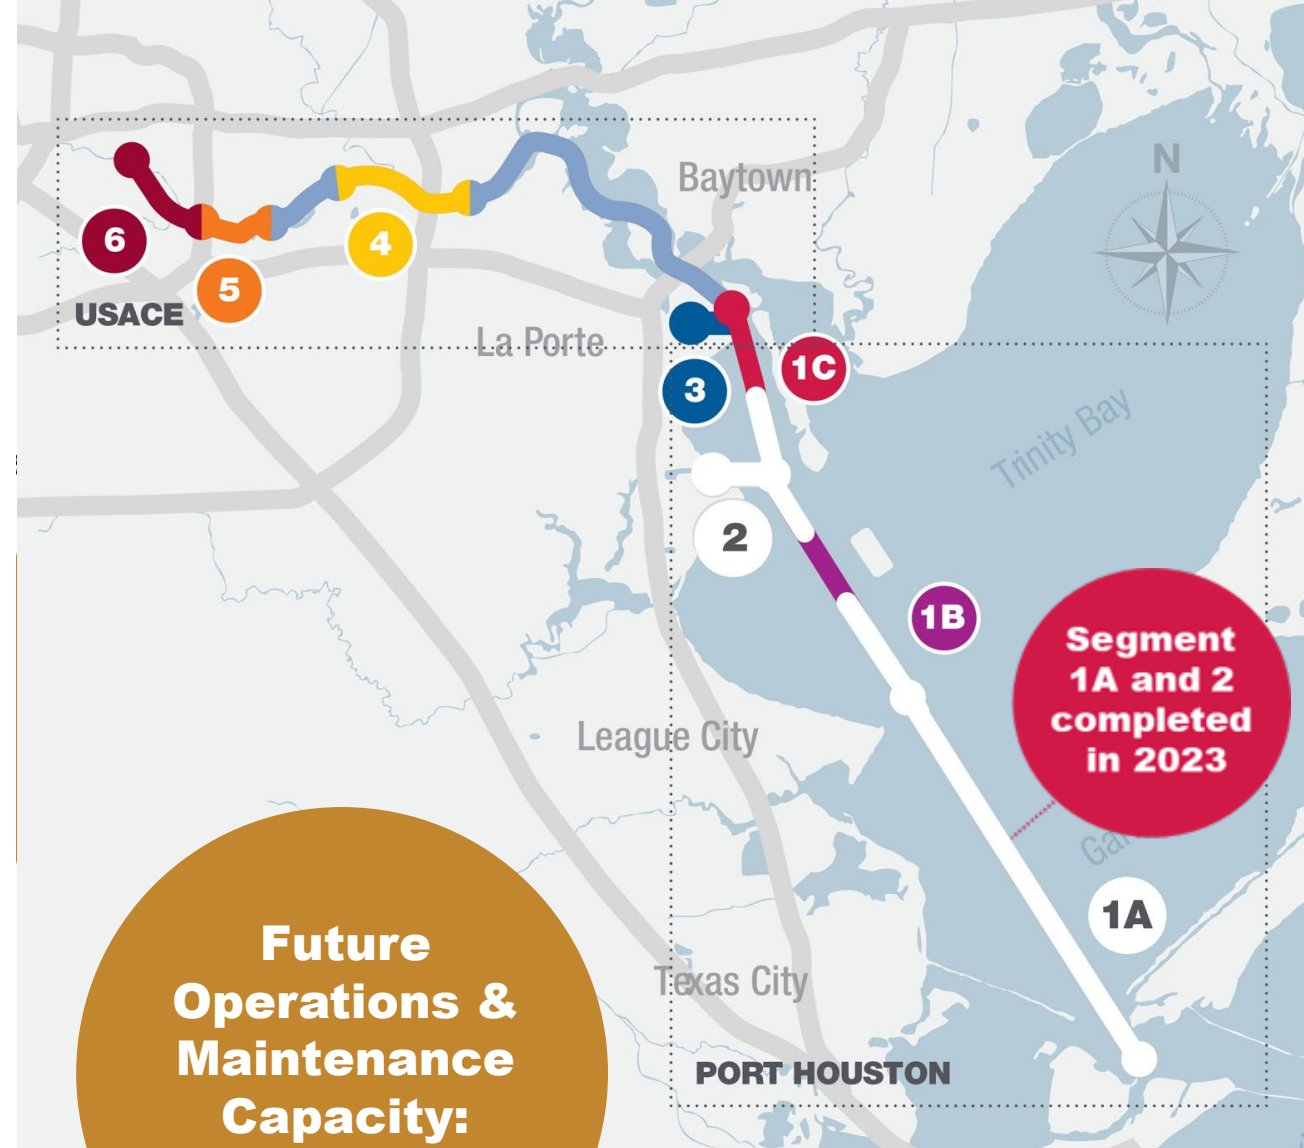 N
Baytown
6
4
5
USACE
La Porte
1C
3
Trinity Bay
2
1B
Segment
1A and 2
completed
in 2023
League City
1A
Texas City
PORT HOUSTON
Future
Operations &
Maintenance
Capacity: